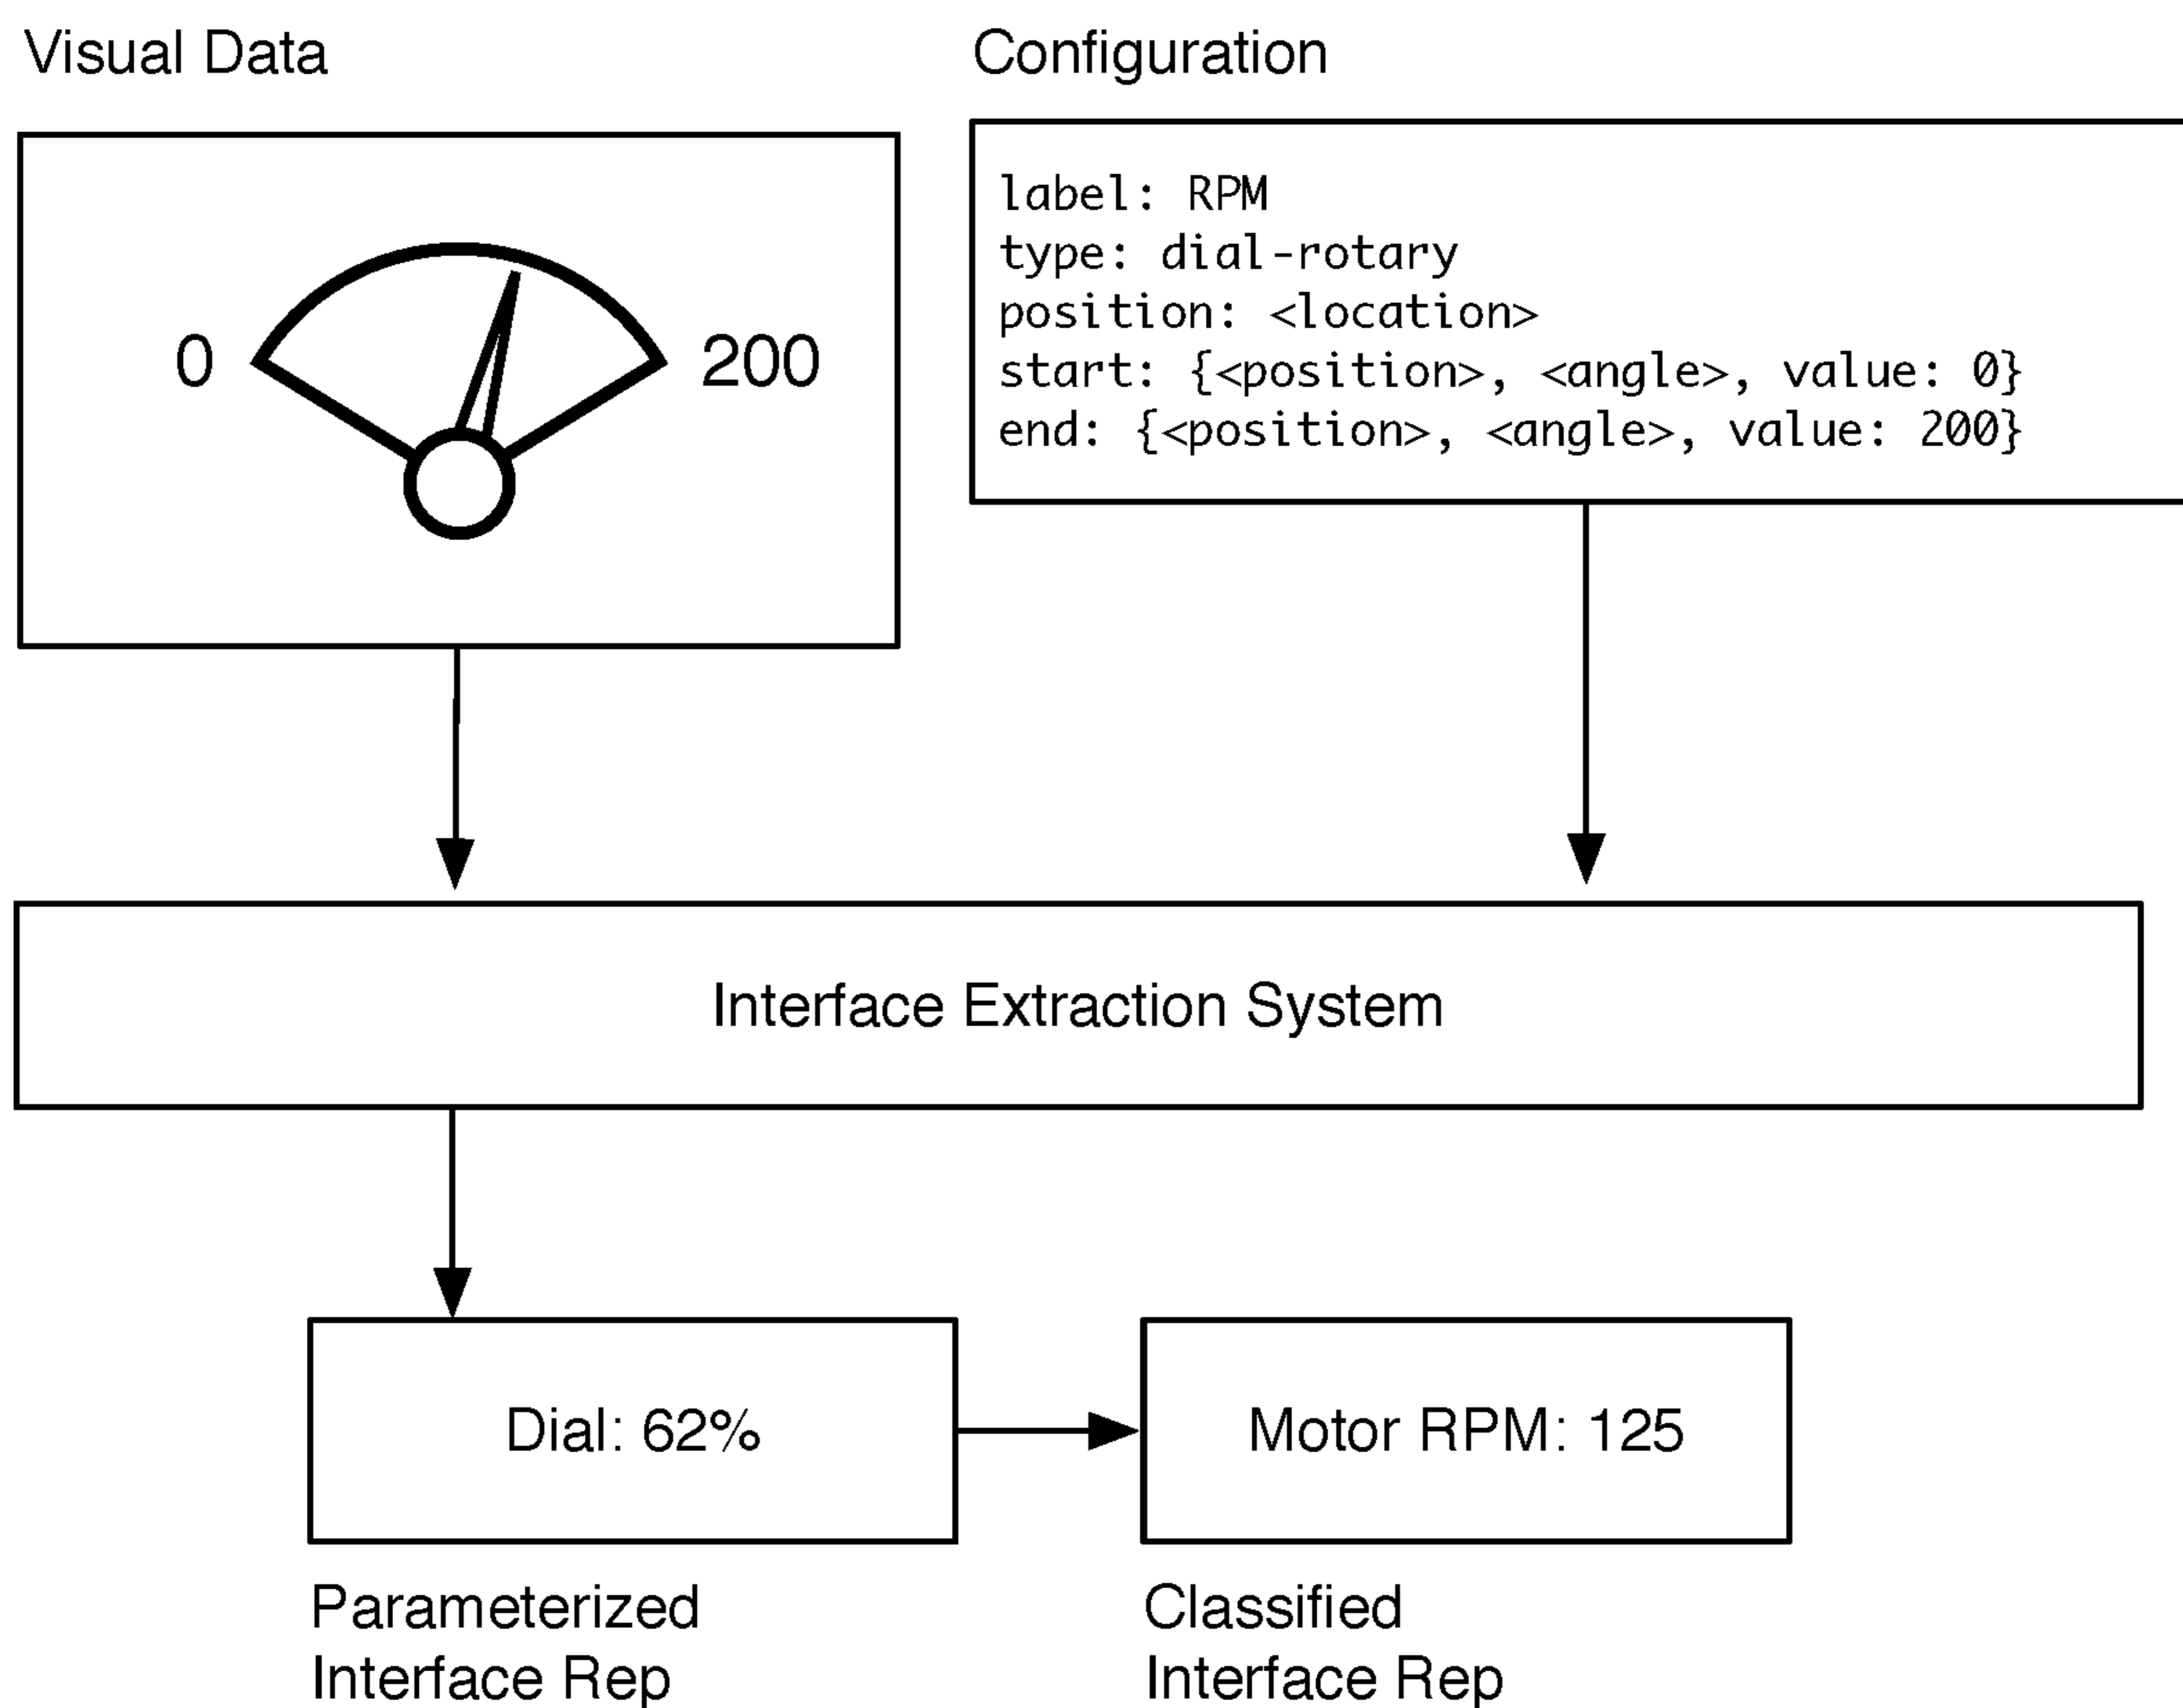 Visual Data
Configuration
0
200
label: RPM
type: dial-rotary
position: <location>
start: {<position>, <angle>, value: 0}
end: {<position>, <angle>, value: 200}
Interface Extraction System
Dial: 62%
Motor RPM: 125
Parameterized
Interface Rep
Classified
Interface Rep